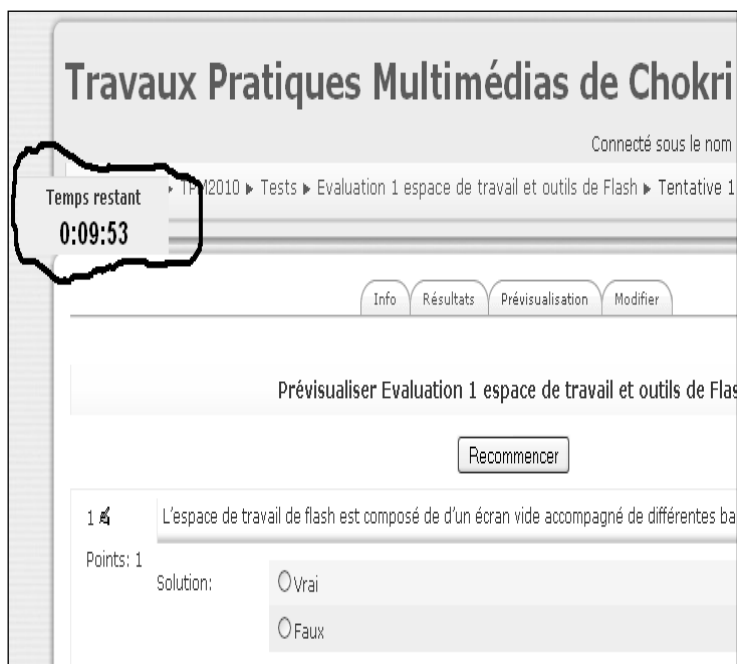 Travaux Pratiques Multimédias de Chokri
Connecté sous le nom
TPM2010 ▶ Tests ▶ Evaluation 1 espace de travail et outils de Flash ▶ Tentative 1
Temps restant
0:09:53
Info Résultats Prévisualisation Modifier
Prévisualiser Evaluation 1 espace de travail et outils de Flas
Recommencer
1 L'espace de travail de flash est composé de d'un écran vide accompagné de différentes ba
Points: 1
Solution: Vrai
Faux